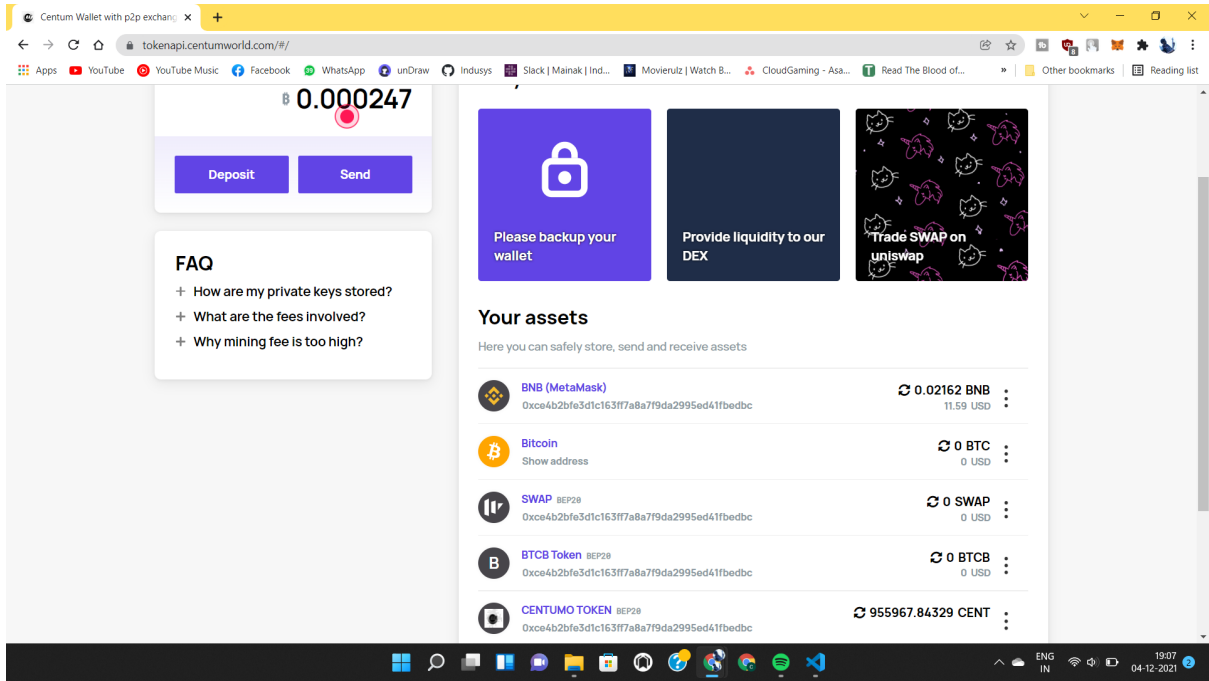 Centum Wallet with p2p exchang
tokenapi.centumworld.com/#/
Apps YouTube YouTube Music Facebook WhatsApp unDraw Indusys Slack | Mainak | Ind... Movierulz | Watch B... CloudGaming - Asa... Read The Blood of... » Other bookmarks Reading list
0.000247
Deposit Send
FAQ
+ How are my private keys stored?
+ What are the fees involved?
+ Why mining fee is too high?
Please backup your
wallet
Provide liquidity to our
DEX
Trade SWAP on
uniswap
Your assets
Here you can safely store, send and receive assets
BNB (MetaMask) 0.02162 BNB
0xce4b2bfe3d1c163ff7a8a7f9da2995ed41fbedbc 11.59 USD
Bitcoin 0 BTC
Show address 0 USD
SWAP BEP20 0 SWAP
0xce4b2bfe3d1c163ff7a8a7f9da2995ed41fbedbc 0 USD
B BTCB Token BEP20 0 BTCB
0xce4b2bfe3d1c163ff7a8a7f9da2995ed41fbedbc 0 USD
CENTUMO TOKEN BEP20 955967.84329 CENT
0xce4b2bfe3d1c163ff7a8a7f9da2995ed41fbedbc
ENG 19:07
IN 04-12-2021 2